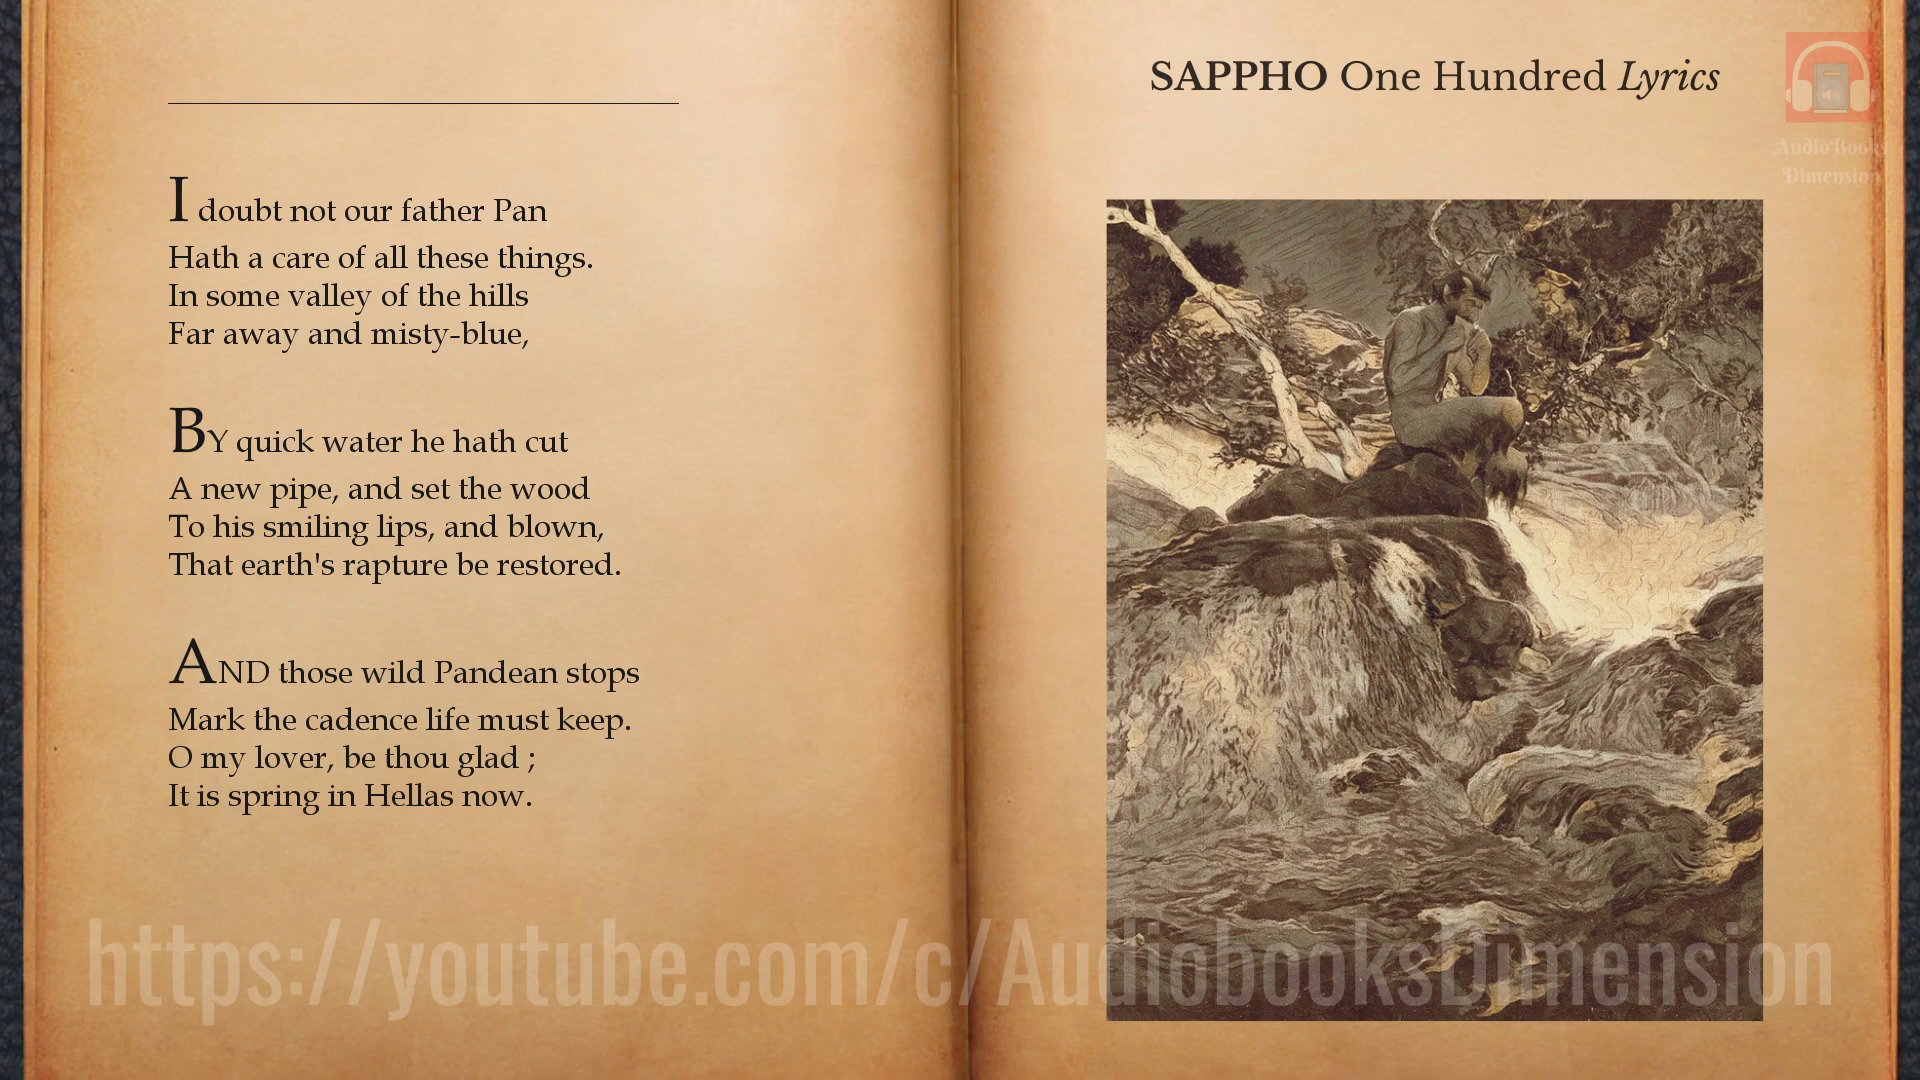 I doubt not our father Pan
Hath a care of all these things.
In some valley of the hills
Far away and misty-blue,
BY quick water he hath cut
A new pipe, and set the wood
To his smiling lips, and blown,
That earth's rapture be restored.
AND those wild Pandean stops
Mark the cadence life must keep.
O my lover, be thou glad ;
It is spring in Hellas now.
SAPPHO One Hundred Lyrics
AudioBooks
Dimension
https://youtube.com/c/AudiobooksDimension